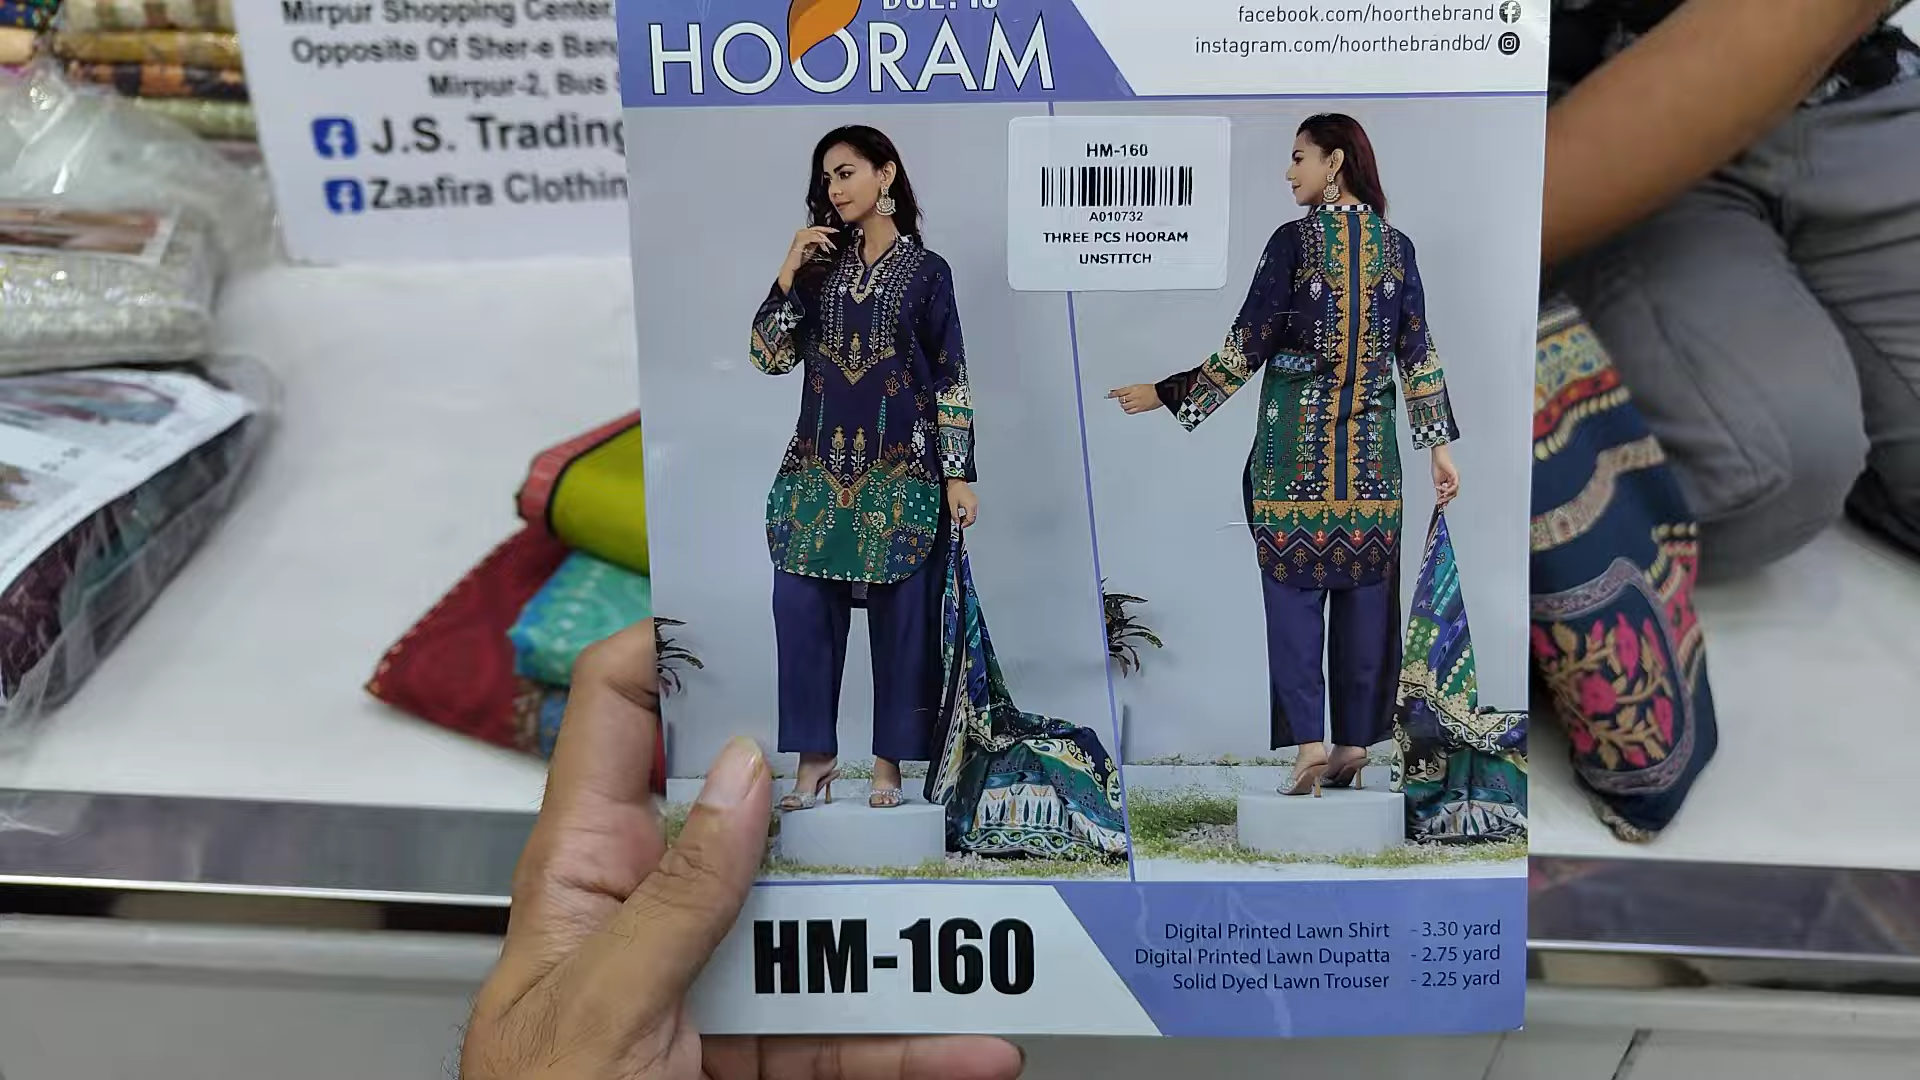 Mirpur Shopping Center,
Opposite Of Sher-e
Mirpur-2, Bus
J.S. Trading
Zaafira Clothin
HOORAM
facebook.com/hoorthebrand
instagram.com/hoorthebrandbd/
HM-160
A010732
THREE PCS HOORAM
UNSTITCH
HM-160
Digital Printed Lawn Shirt - 3.30 yard
Digital Printed Lawn Dupatta - 2.75 yard
Solid Dyed Lawn Trouser - 2.25 yard